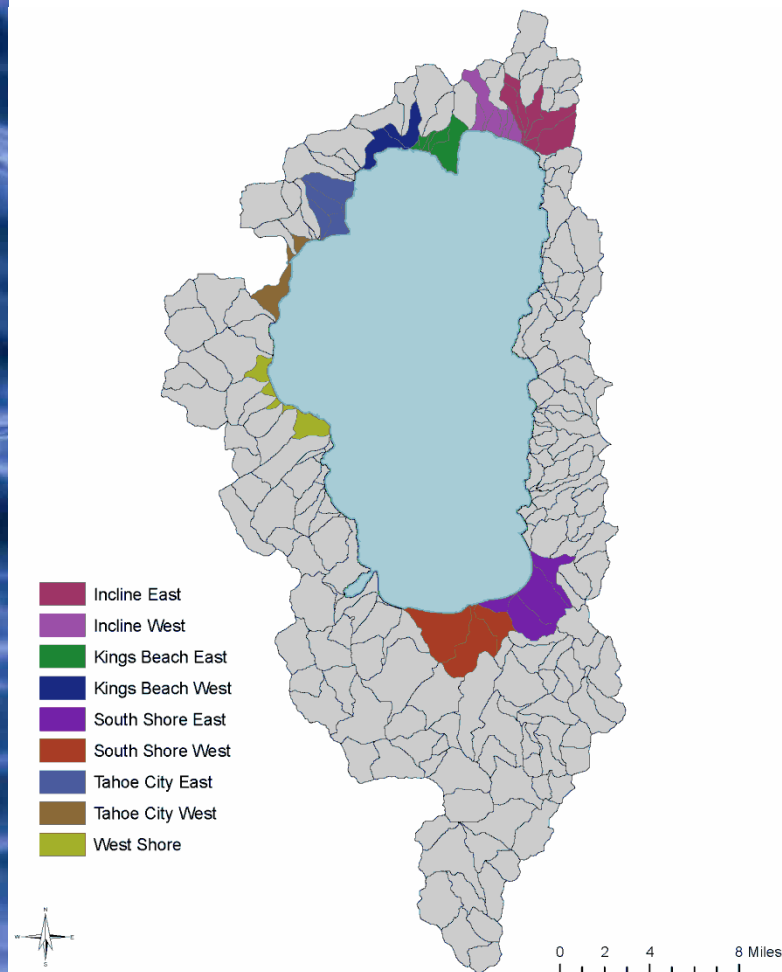 Incline East
Incline West
Kings Beach East
Kings Beach West
South Shore East
South Shore West
Tahoe City East
Tahoe City West
West Shore
N
W E
S
0 2 4 8 Miles